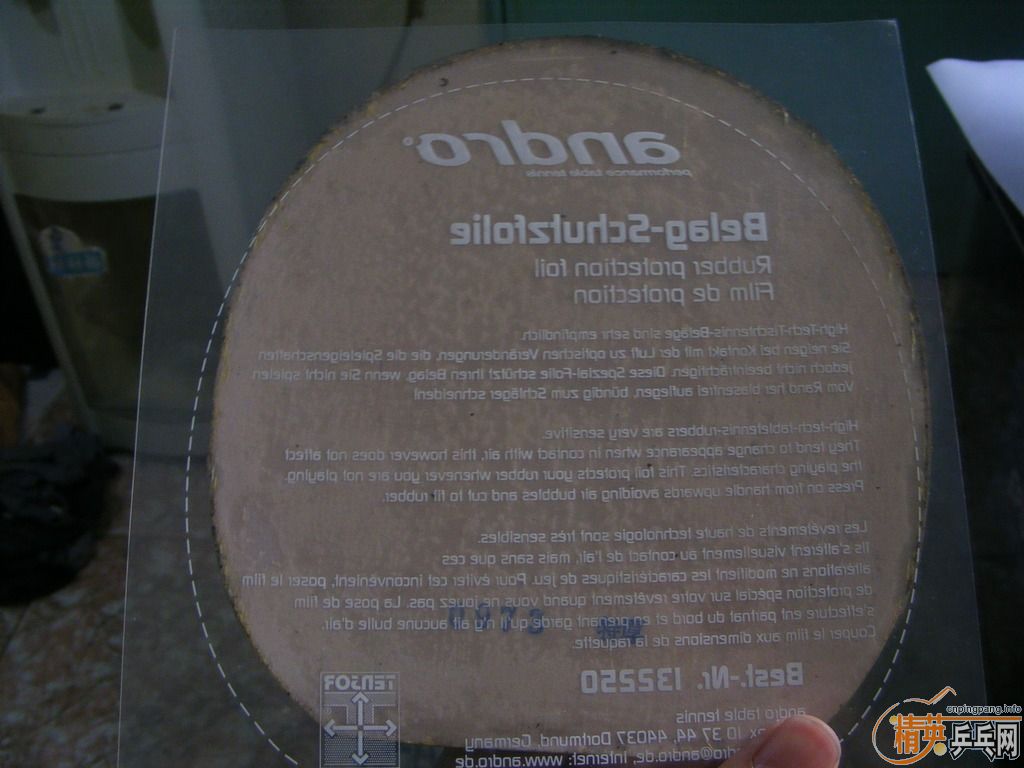 andro®
performance table tennis
Belag-Schutzfolie
Rubber protection foil
Film de protection
High-Tech-Tischtennis-Beläge sind sehr empfindlich.
Sie neigen bei Kontakt mit der Luft zu optischen Veränderungen, die die Spieleigenschaften
jedoch nicht beeinträchtigen. Diese Spezial-Folie schützt Ihren Belag, wenn Sie nicht spielen
Vom Rand her blasenfrei auflegen, bündig zum Schläger schneiden!
High-tech-tabletennis-rubbers are very sensitive.
They tend to change appearance when in contact with air, this however does not affect
the playing characteristics. This foil protects your rubber whenever you are not playing.
Press on from handle upwards avoiding air bubbles and cut to fit rubber.
Les revêtements de haute technologie sont très sensibles.
Ils s'altèrent visuellement au contact de l'air, mais sans que ces
altérations ne modifient les caractéristiques de jeu. Pour éviter cet inconvénient, poser le film
de protection spécial sur votre revêtement quand vous ne jouez pas. La pose de film
s'effecture ent partnat du bord et en prenant garde qu'il n'g ait aucune bulle d'air.
Couper le film aux dimensions de la raquette.
Best.-Nr. 132250
TENSOR
andro table tennis
10 37 44, 44037 Dortmund, Germany
andro@andro.de, internet: www.andro.de
cnpingpang.info
精英乒乓网